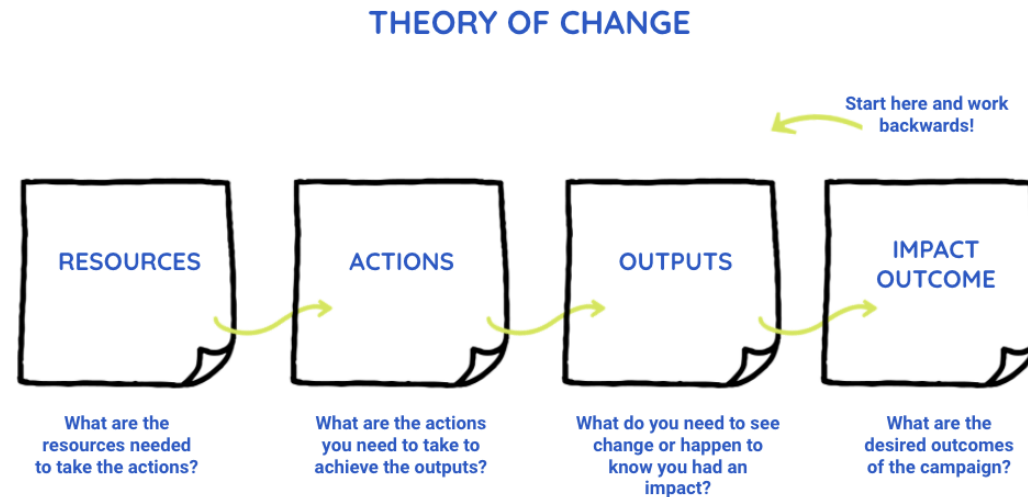 THEORY OF CHANGE
Start here and work
backwards!
RESOURCES
ACTIONS
OUTPUTS
IMPACT
OUTCOME
What are the
resources needed
to take the actions?
What are the actions
you need to take to
achieve the outputs?
What do you need to see
change or happen to
know you had an
impact?
What are the
desired outcomes
of the campaign?